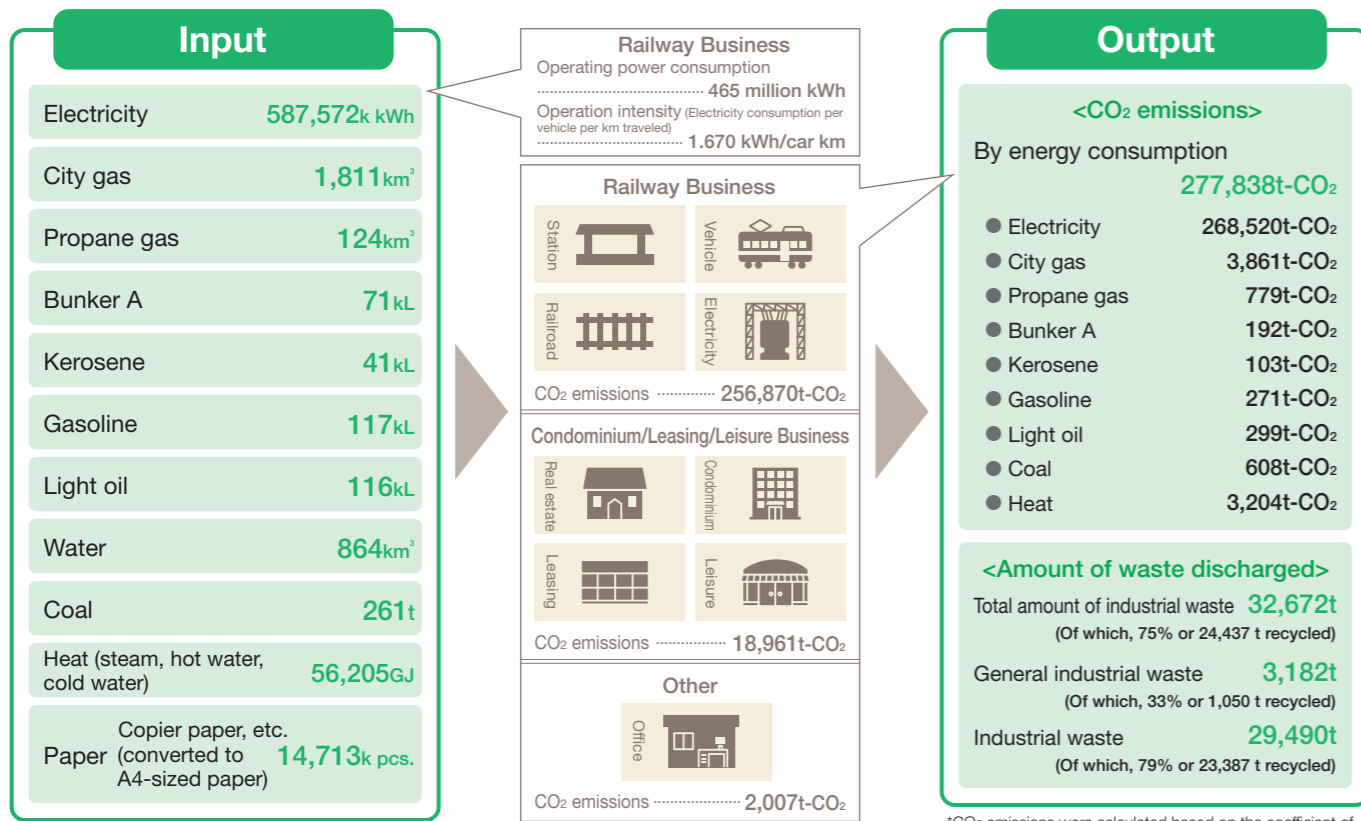 Input
Electricity 587,572k kWh
City gas 1,811km³
Propane gas 124km³
Bunker A 71kL
Kerosene 41kL
Gasoline 117kL
Light oil 116kL
Water 864km³
Coal 261t
Heat (steam, hot water,
cold water) 56,205GJ
Paper Copier paper, etc.
(converted to
A4-sized paper) 14,713k pcs.
Railway Business
Operating power consumption
465 million kWh
Operation intensity (Electricity consumption per
vehicle per km traveled)
1.670 kWh/car km
Railway Business
Station
Vehicle
Railroad
Electricity
CO₂ emissions 256,870t-CO₂
Condominium/Leasing/Leisure Business
Real estate
Condominium
Leasing
Leisure
CO₂ emissions 18,961t-CO₂
Other
Office
CO₂ emissions 2,007t-CO₂
Output
<CO₂ emissions>
By energy consumption
277,838t-CO₂
● Electricity 268,520t-CO₂
● City gas 3,861t-CO₂
● Propane gas 779t-CO₂
● Bunker A 192t-CO₂
● Kerosene 103t-CO₂
● Gasoline 271t-CO₂
● Light oil 299t-CO₂
● Coal 608t-CO₂
● Heat 3,204t-CO₂
<Amount of waste discharged>
Total amount of industrial waste 32,672t
(Of which, 75% or 24,437 t recycled)
General industrial waste 3,182t
(Of which, 33% or 1,050 t recycled)
Industrial waste 29,490t
(Of which, 79% or 23,387 t recycled)
*CO₂ emissions were calculated based on the coefficient of